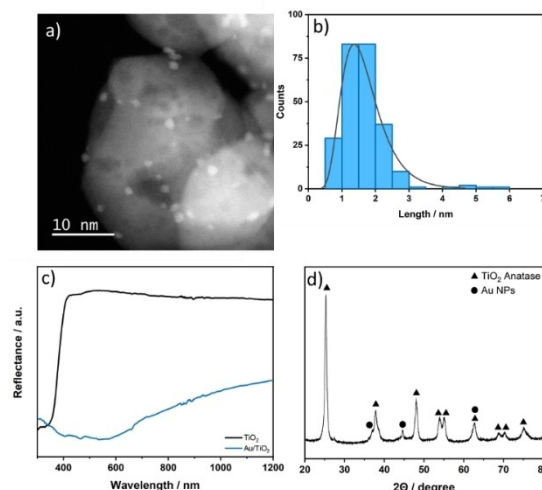 a)
10 nm
b)
100
75
50
25
0
Counts
0 1 2 3 4 5 6 7
Length / nm
c)
Reflectance / a.u.
TiO₂
Au/TiO₂
400 600 800 1000 1200
Wavelength / nm
d)
▲ TiO₂ Anatase
● Au NPs
20 30 40 50 60 70 80
2Θ / degree